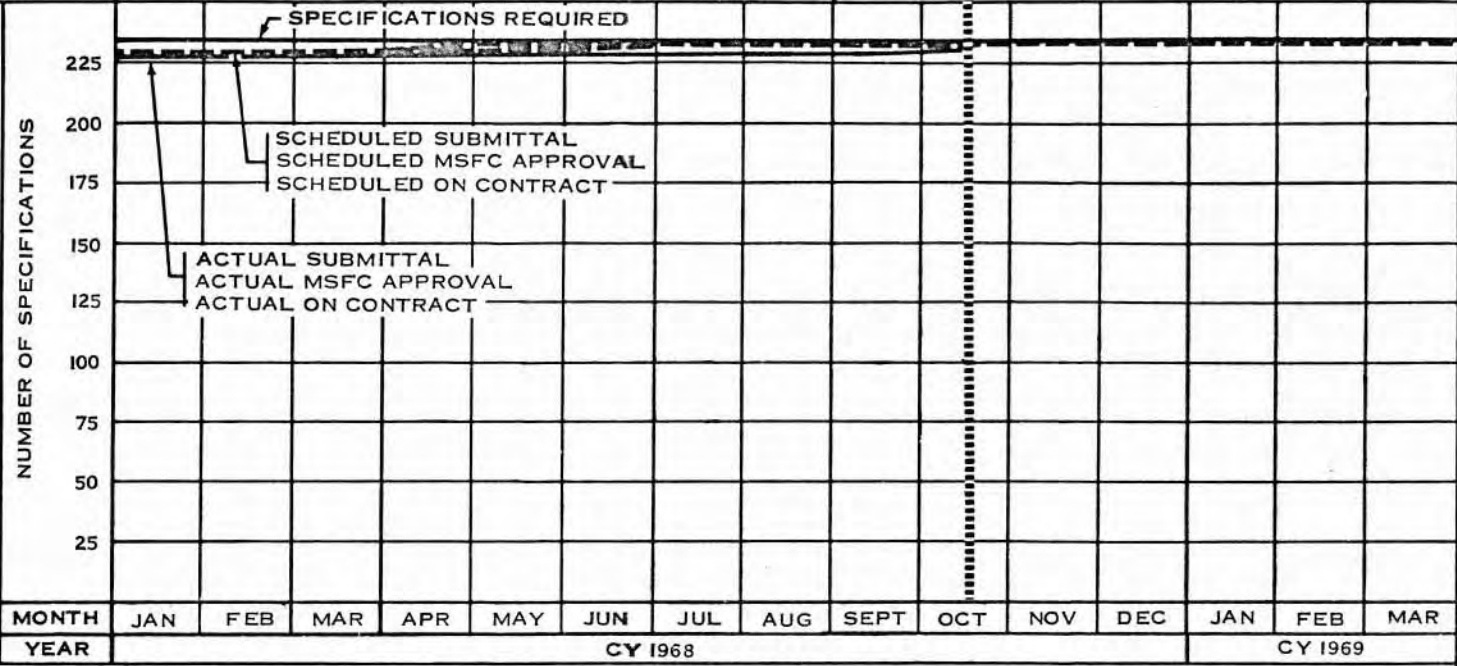 SPECIFICATIONS REQUIRED
NUMBER OF SPECIFICATIONS
225
200
175
150
125
100
75
50
25
SCHEDULED SUBMITTAL
SCHEDULED MSFC APPROVAL
SCHEDULED ON CONTRACT
ACTUAL SUBMITTAL
ACTUAL MSFC APPROVAL
ACTUAL ON CONTRACT
MONTH JAN FEB MAR APR MAY JUN JUL AUG SEPT OCT NOV DEC JAN FEB MAR
YEAR CY 1968 CY 1969